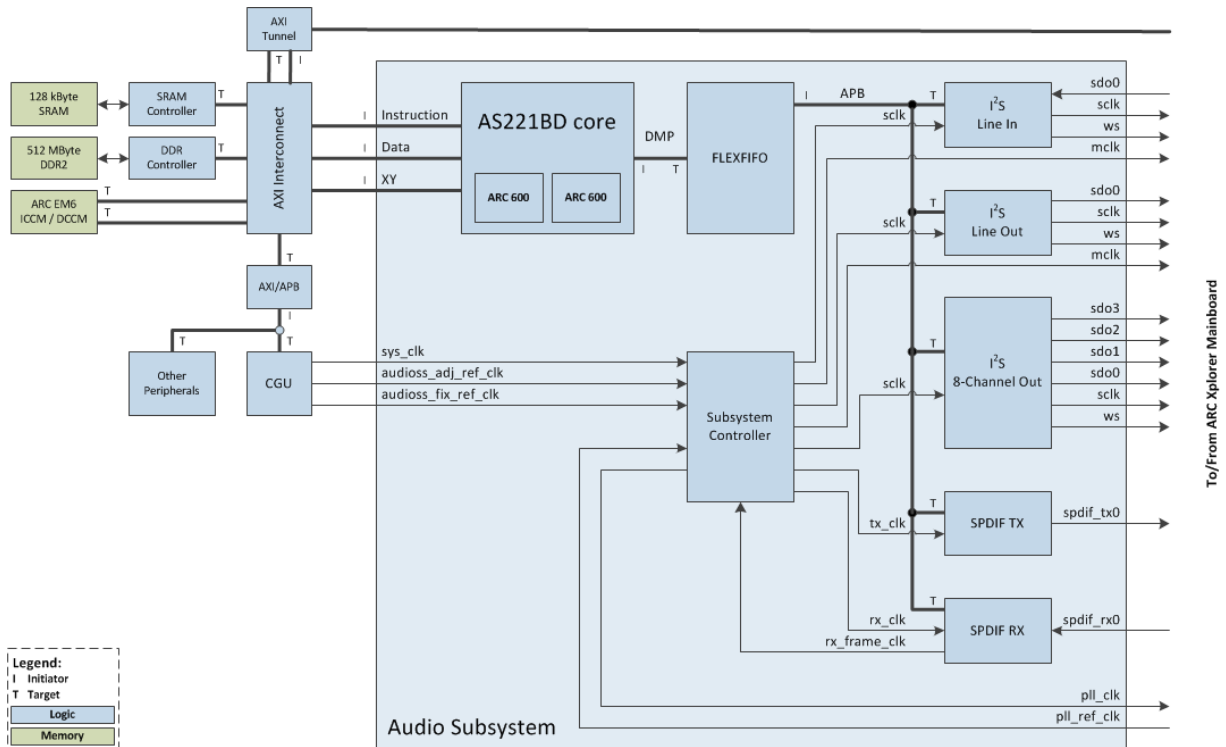 AXI
Tunnel
T
I
128 kByte
SRAM
SRAM
Controller
T
512 MByte
DDR2
DDR
Controller
T
ARC EM6
ICCM / DCCM
T
T
AXI Interconnect
I
Instruction
I
Data
I
XY
AS221BD core
ARC 600
ARC 600
DMP
I
T
FLEXFIFO
I
APB
T
sclk
I²S
Line In
sdo0
sclk
ws
mclk
T
sclk
I²S
Line Out
sdo0
sclk
ws
mclk
T
AXI/APB
I
T
T
Other
Peripherals
CGU
sys_clk
audioss_adj_ref_clk
audioss_fix_ref_clk
Subsystem
Controller
T
sclk
I²S
8-Channel Out
sdo3
sdo2
sdo1
sdo0
sclk
ws
T
tx_clk
SPDIF TX
spdif_tx0
T
rx_clk
rx_frame_clk
SPDIF RX
spdif_rx0
pll_clk
pll_ref_clk
Audio Subsystem
To/From ARC Xplorer Mainboard
Legend:
I Initiator
T Target
Logic
Memory